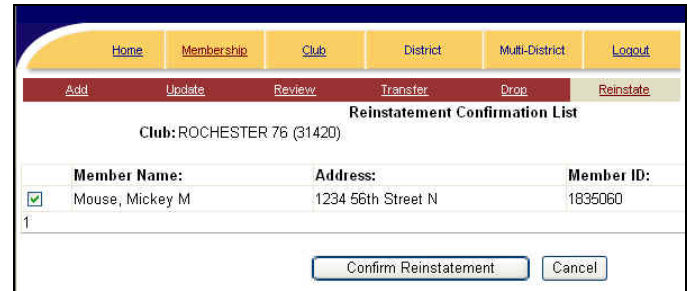 Home Membership Club District Multi-District Logout
Add Update Review Transfer Drop Reinstate
Reinstatement Confirmation List
Club: ROCHESTER 76 (31420)
Member Name: Address: Member ID:
Mouse, Mickey M 1234 56th Street N 1835060
1
Confirm Reinstatement Cancel